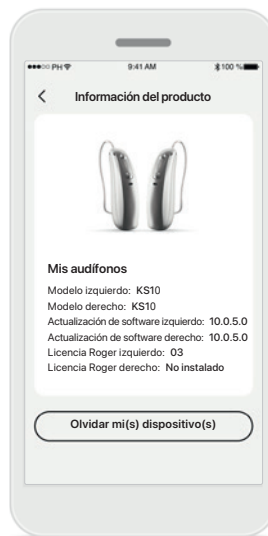 PH 9:41 AM 100 %
Información del producto
Mis audífonos
Modelo izquierdo: KS10
Modelo derecho: KS10
Actualización de software izquierdo: 10.0.5.0
Actualización de software derecho: 10.0.5.0
Licencia Roger izquierdo: 03
Licencia Roger derecho: No instalado
Olvidar mi(s) dispositivo(s)